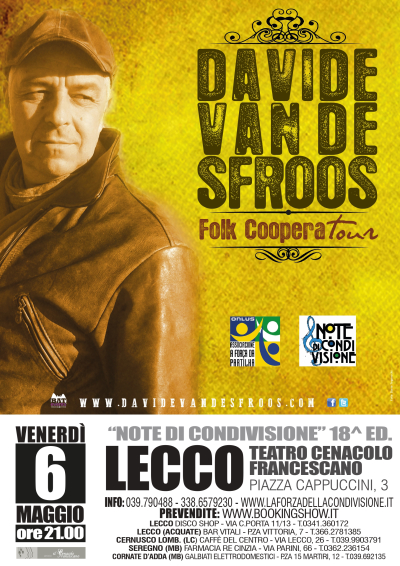 DAVIDE
VAN DE
SFROOS
Folk CooperaTour
ONLUS
ASSOCIAZIONE
A FORÇA DA
PARTILHA
NOTE
DI CONDI
VISIONE
WWW.DAVIDEVANDESFROOS.COM
VENERDÌ
6
MAGGIO
ore 21.00
"NOTE DI CONDIVISIONE" 18^ ED.
LECCO
TEATRO CENACOLO
FRANCESCANO
PIAZZA CAPPUCCINI, 3
INFO: 039.790488 - 338.6579230 - WWW.LAFORZADELLACONDIVISIONE.IT
PREVENDITE: WWW.BOOKINGSHOW.IT
LECCO DISCO SHOP - VIA C.PORTA 11/13 - T.0341.360172
LECCO (ACQUATE) BAR VITALI - P.ZA VITTORIA, 7 - T.366.2781385
CERNUSCO LOMB. (LC) CAFFÈ DEL CENTRO - VIA LECCO, 26 - T.039.9903791
SEREGNO (MB) FARMACIA RE CINZIA - VIA PARINI, 66 - T.0362.236154
CORNATE D'ADDA (MB) GALBIATI ELETTRODOMESTICI - P.ZA 15 MARTIRI, 12 - T.039.692135